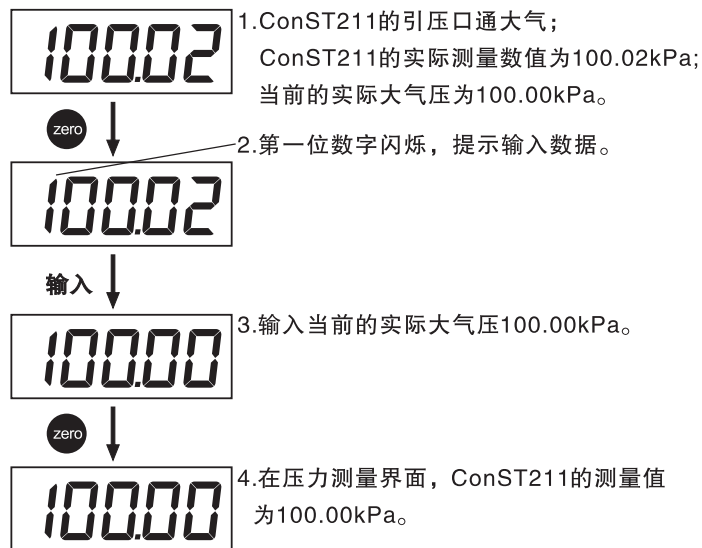 100.02
1.ConST211的引压口通大气；
ConST211的实际测量数值为100.02kPa;
当前的实际大气压为100.00kPa。
zero
2.第一位数字闪烁，提示输入数据。
100.02
输入
3.输入当前的实际大气压100.00kPa。
100.00
zero
4.在压力测量界面，ConST211的测量值
为100.00kPa。
100.00